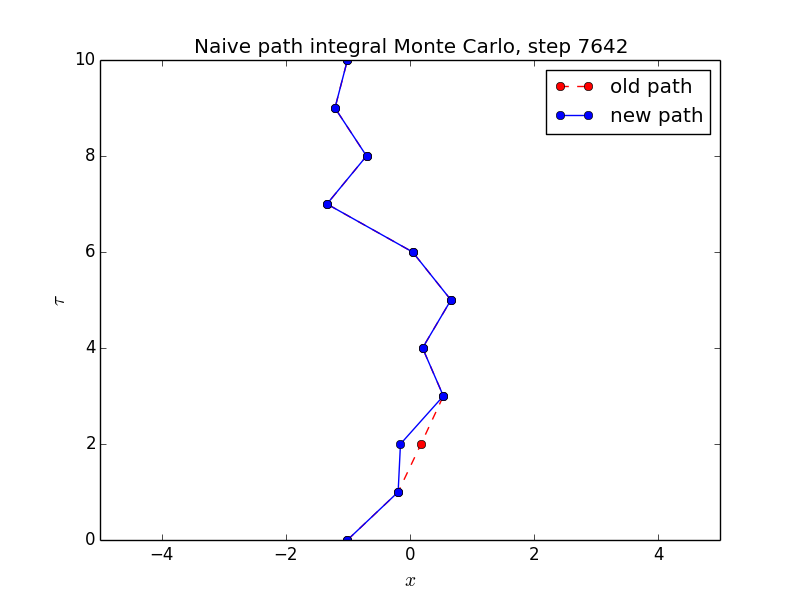 Naive path integral Monte Carlo, step 7642
old path
new path
10
8
6
4
2
0
τ
−4 −2 0 2 4
x